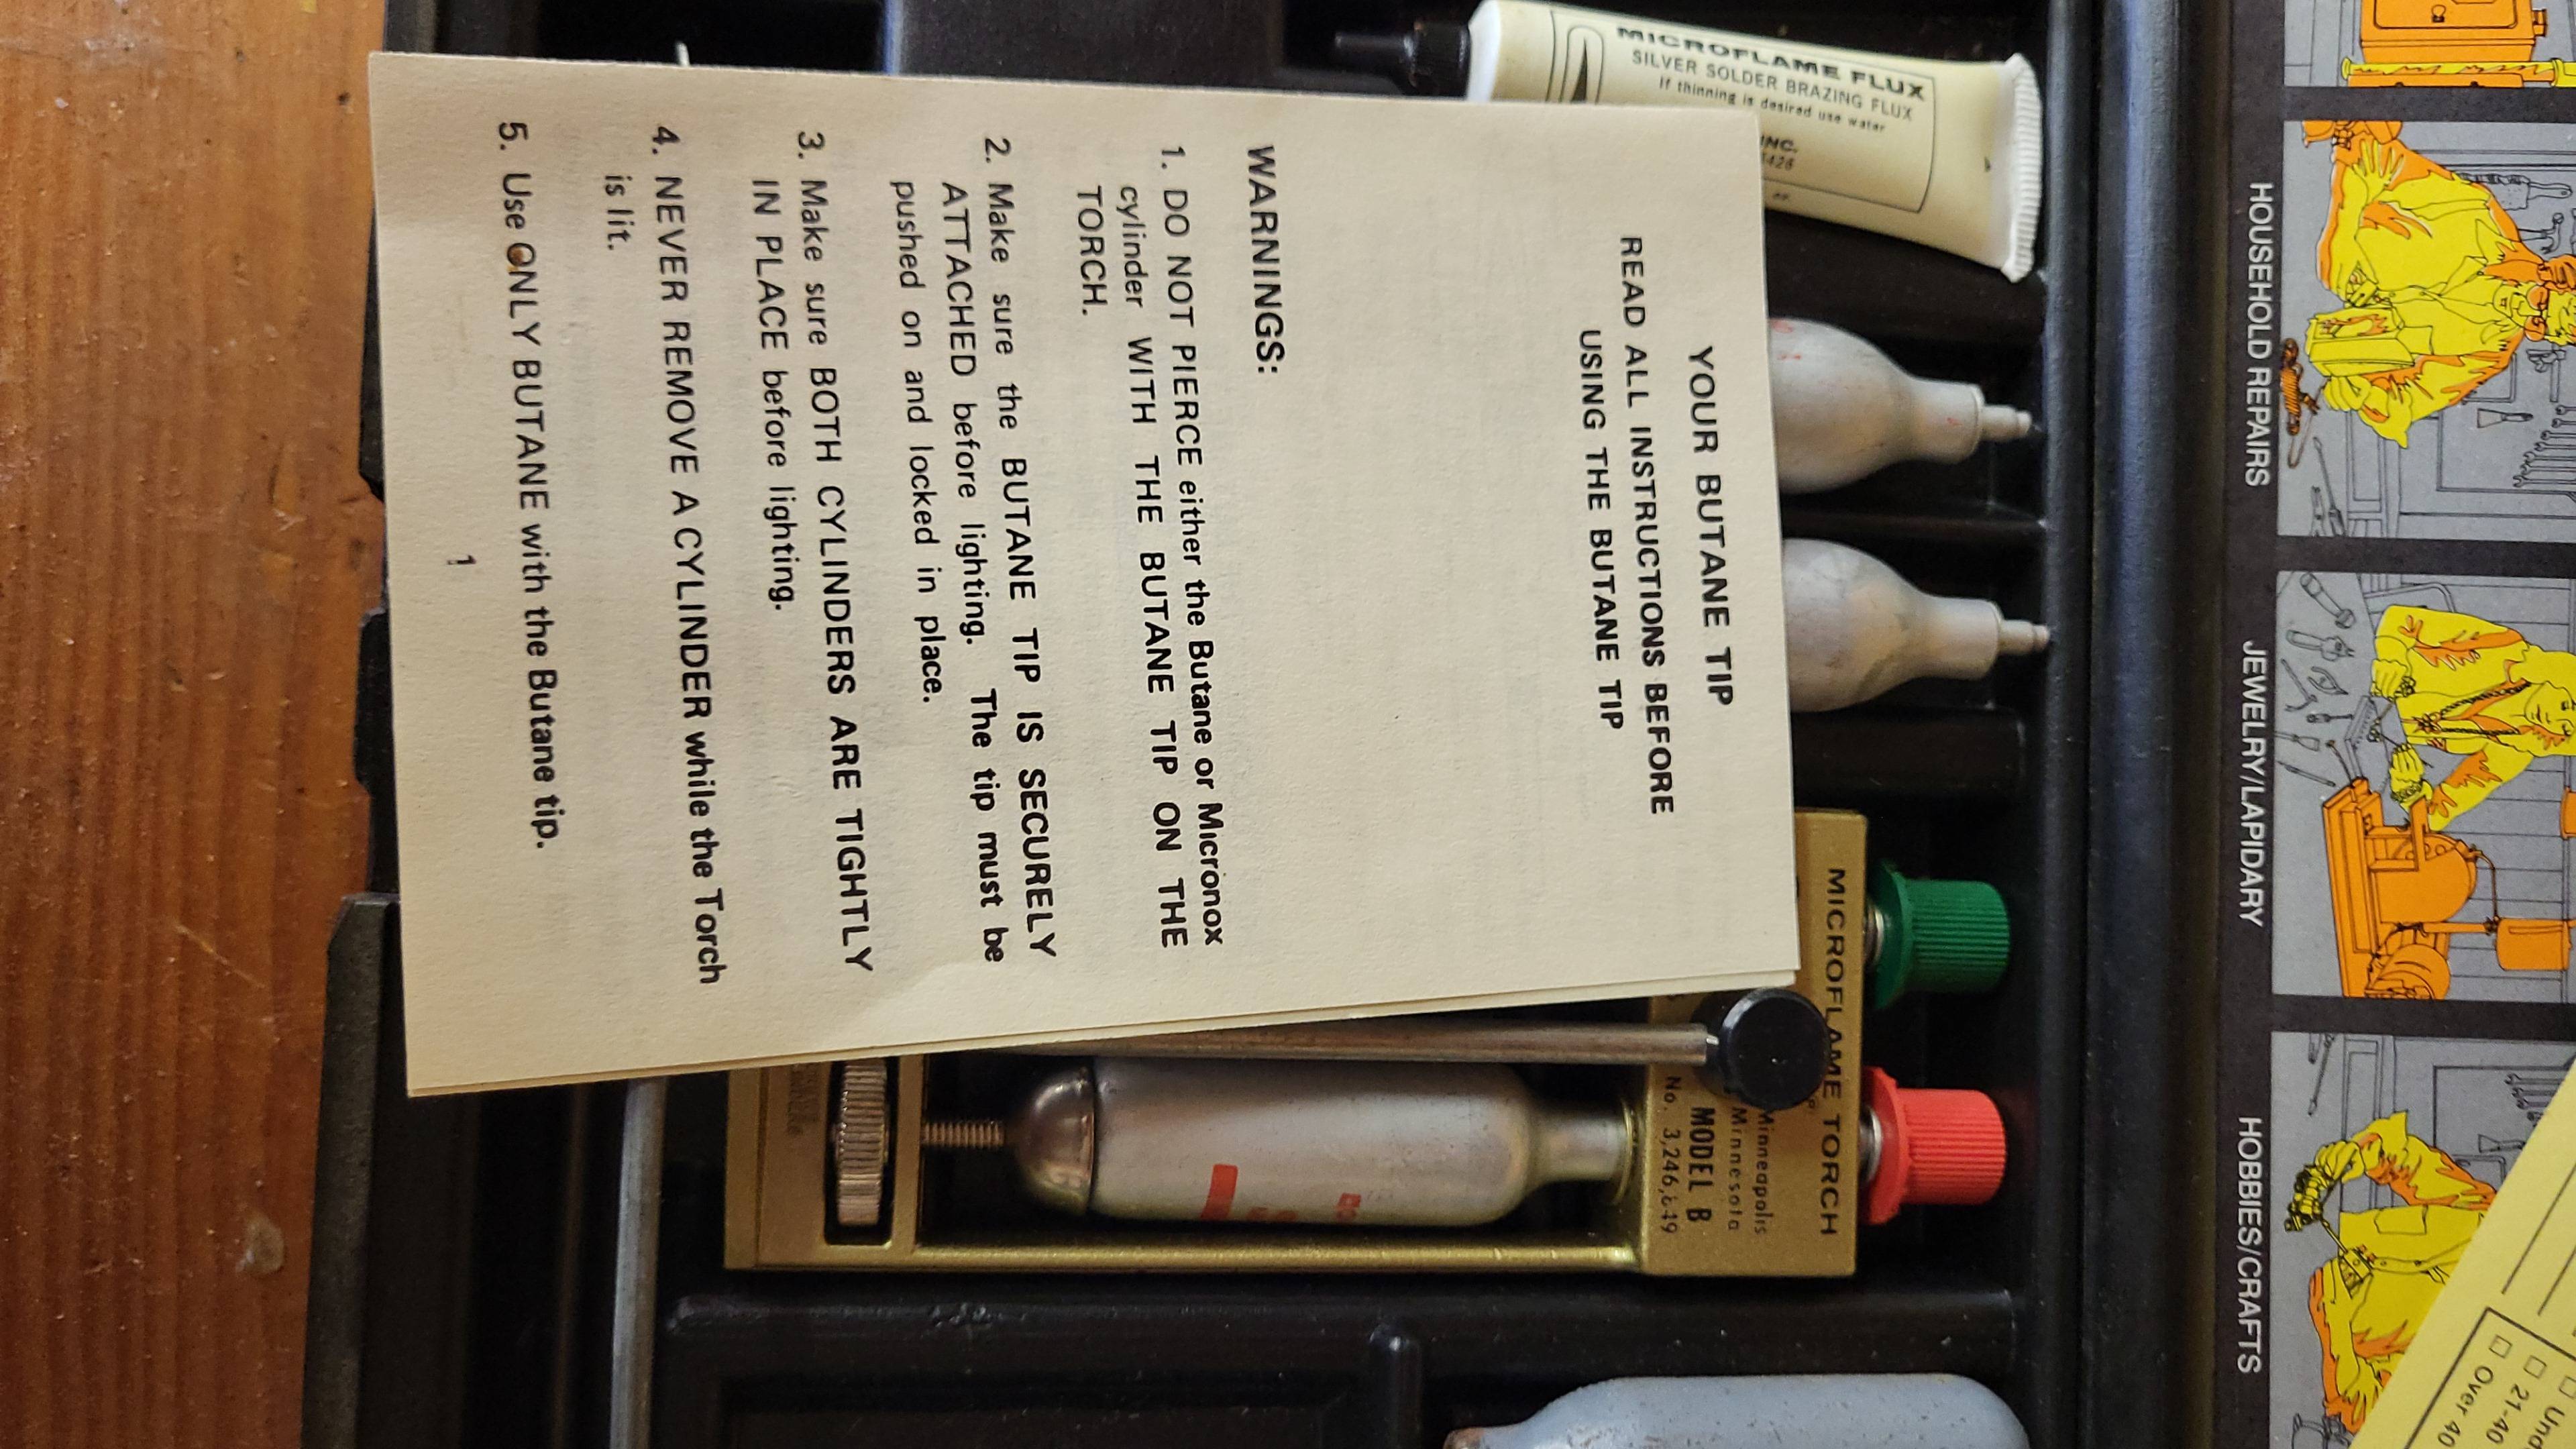 YOUR BUTANE TIP
READ ALL INSTRUCTIONS BEFORE
USING THE BUTANE TIP
WARNINGS:
1. DO NOT PIERCE either the Butane or Micronox
cylinder WITH THE BUTANE TIP ON THE
TORCH.
2. Make sure the BUTANE TIP IS SECURELY
ATTACHED before lighting. The tip must be
pushed on and locked in place.
3. Make sure BOTH CYLINDERS ARE TIGHTLY
IN PLACE before lighting.
4. NEVER REMOVE A CYLINDER while the Torch
is lit.
5. Use ONLY BUTANE with the Butane tip.
1
MICROFLAME FLUX
SILVER SOLDER BRAZING FLUX
If thinning is desired use water
INC.
MICROFLAME TORCH
Minneapolis
Minnesota
MODEL B
No. 3,246,
HOUSEHOLD REPAIRS
JEWELRY/LAPIDARY
HOBBIES/CRAFTS
21-40
Over 40